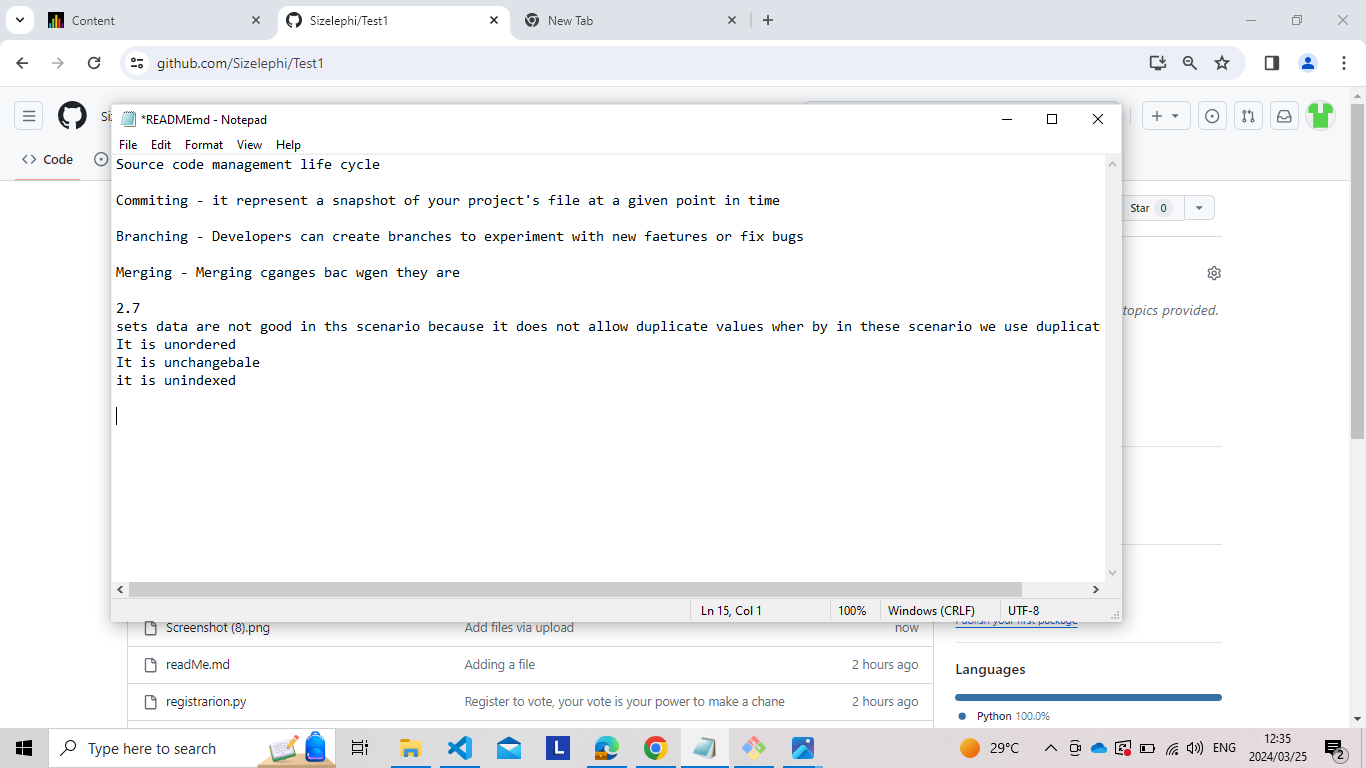 Content
Sizelephi/Test1
New Tab
github.com/Sizelephi/Test1
*READMEmd - Notepad
File Edit Format View Help
Code
Source code management life cycle
Commiting - it represent a snapshot of your project's file at a given point in time
Branching - Developers can create branches to experiment with new faetures or fix bugs
Merging - Merging cganges bac wgen they are
2.7
sets data are not good in ths scenario because it does not allow duplicate values wher by in these scenario we use duplicat
It is unordered
It is unchangebale
it is unindexed
Star 0
topics provided.
Ln 15, Col 1 100% Windows (CRLF) UTF-8
Publish your first package
Screenshot (8).png Add files via upload now
readMe.md Adding a file 2 hours ago
registrarion.py Register to vote, your vote is your power to make a chane 2 hours ago
Languages
Python 100.0%
Type here to search
L
29°C
ENG
12:35
2024/03/25
2